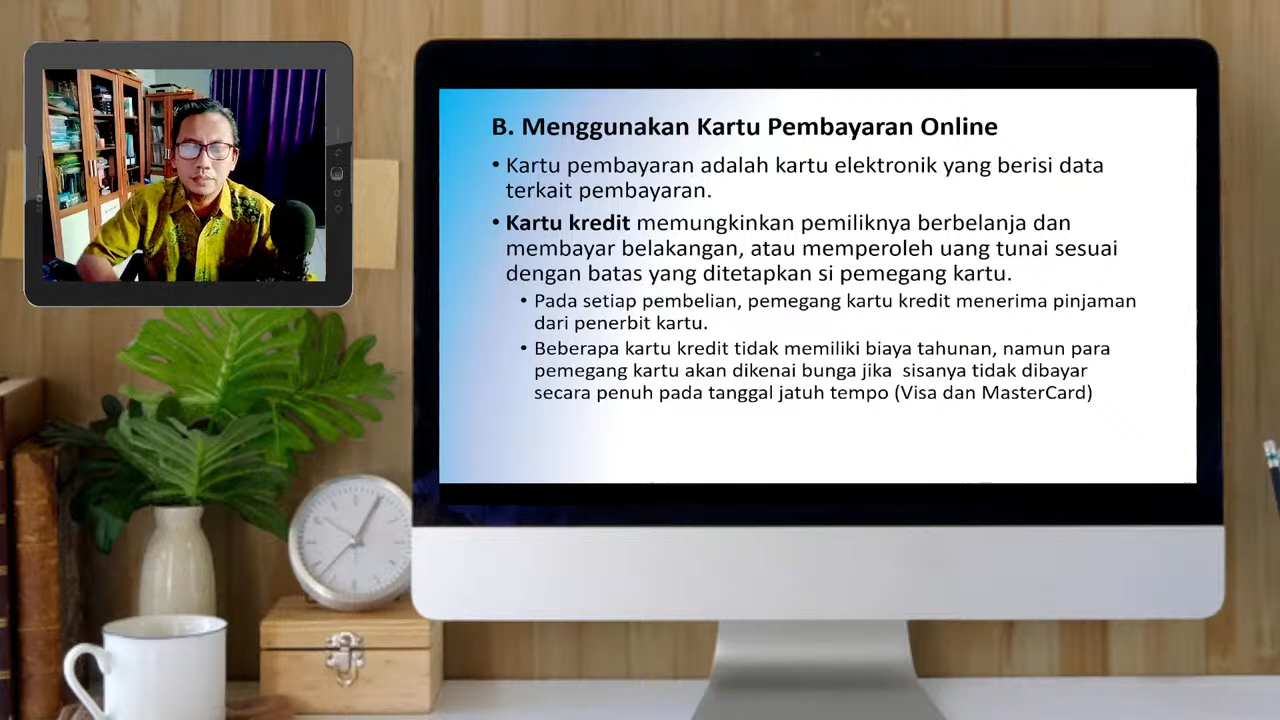 B. Menggunakan Kartu Pembayaran Online
• Kartu pembayaran adalah kartu elektronik yang berisi data
terkait pembayaran.
• Kartu kredit memungkinkan pemiliknya berbelanja dan
membayar belakangan, atau memperoleh uang tunai sesuai
dengan batas yang ditetapkan si pemegang kartu.
• Pada setiap pembelian, pemegang kartu kredit menerima pinjaman
dari penerbit kartu.
• Beberapa kartu kredit tidak memiliki biaya tahunan, namun para
pemegang kartu akan dikenai bunga jika  sisanya tidak dibayar
secara penuh pada tanggal jatuh tempo (Visa dan MasterCard)